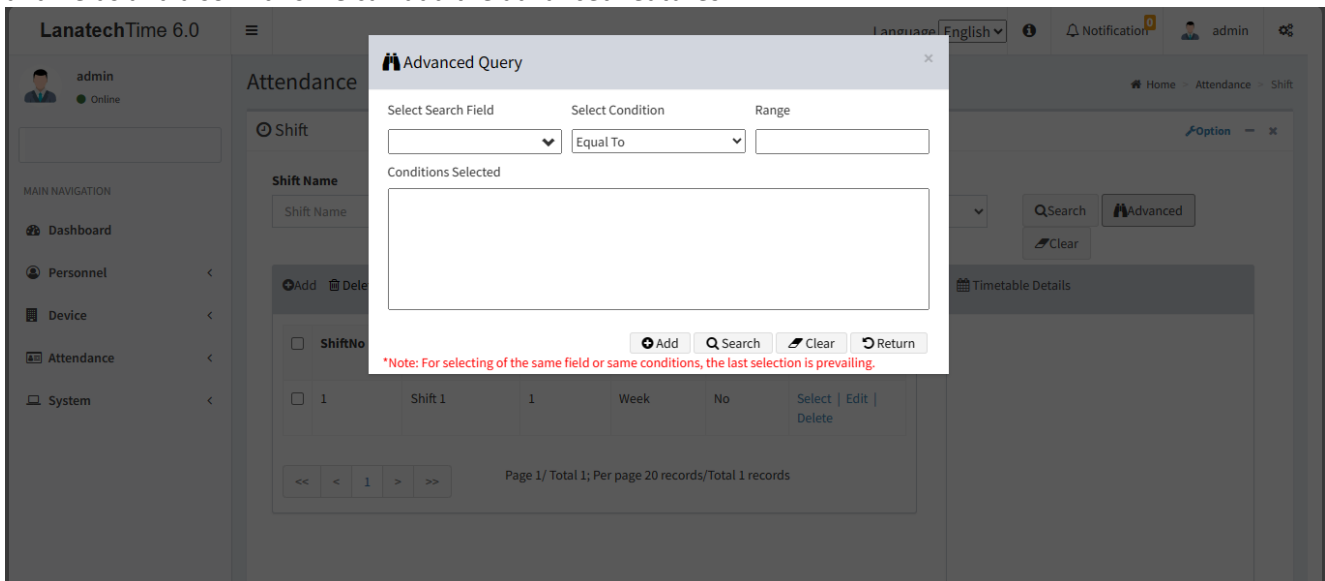 LanatechTime 6.0
Language English
Notification 0
admin
admin
Online
Attendance
Home > Attendance > Shift
Advanced Query ×
Select Search Field Select Condition Range
Equal To
Conditions Selected
Add Search Clear Return
*Note: For selecting of the same field or same conditions, the last selection is prevailing.
Shift
Option
MAIN NAVIGATION
Dashboard
Personnel
Device
Attendance
System
Shift Name
Shift Name
Search Advanced
Clear
Add Dele
Timetable Details
ShiftNo
1 Shift 1 1 Week No Select | Edit |
Delete
<< < 1 > >> Page 1/ Total 1; Per page 20 records/Total 1 records